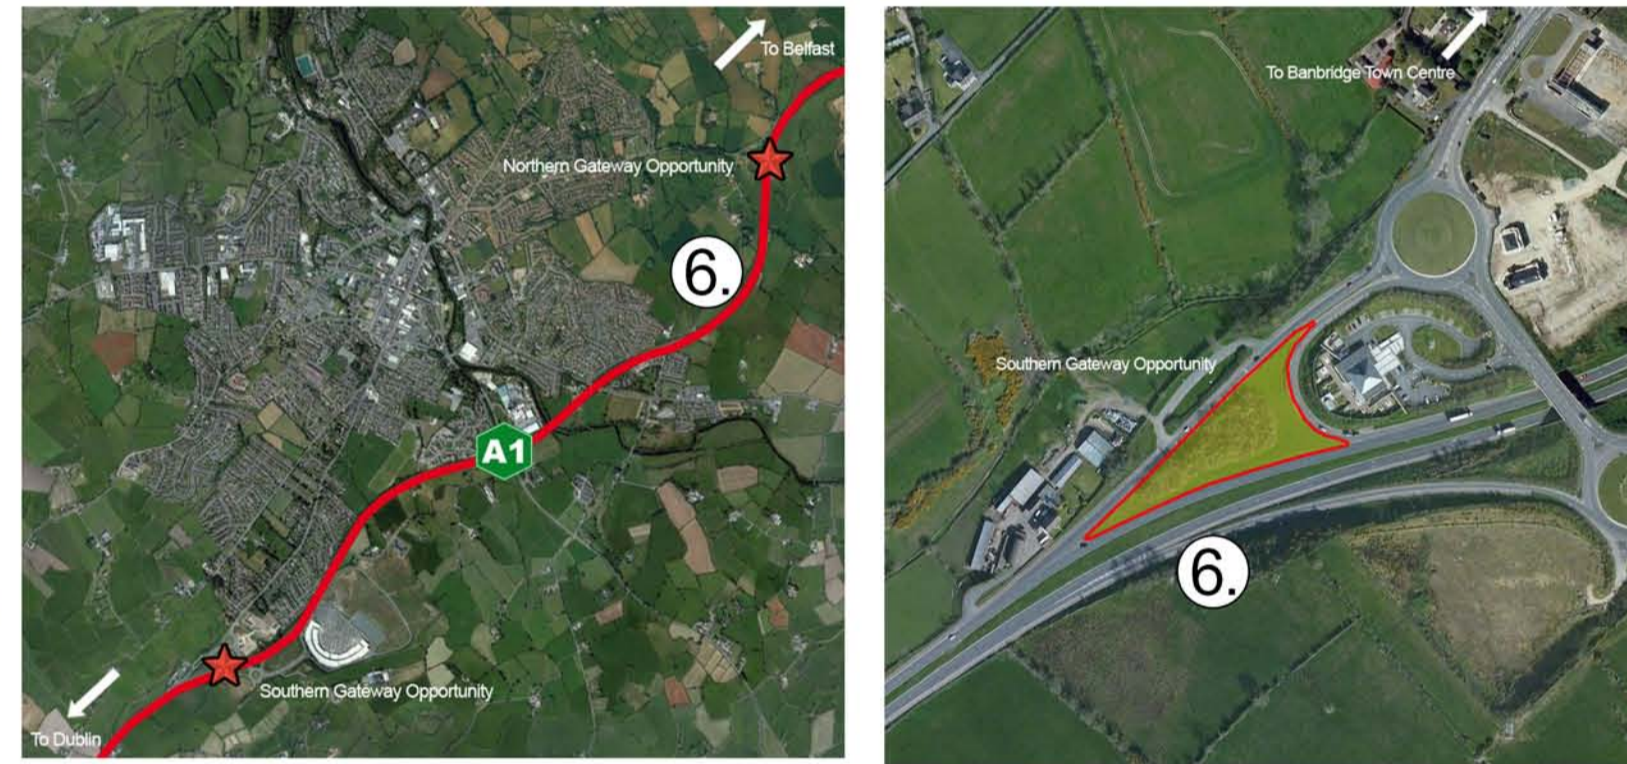 To Belfast
Northern Gateway Opportunity
6.
A1
Southern Gateway Opportunity
To Dublin
To Banbridge Town Centre
Southern Gateway Opportunity
6.